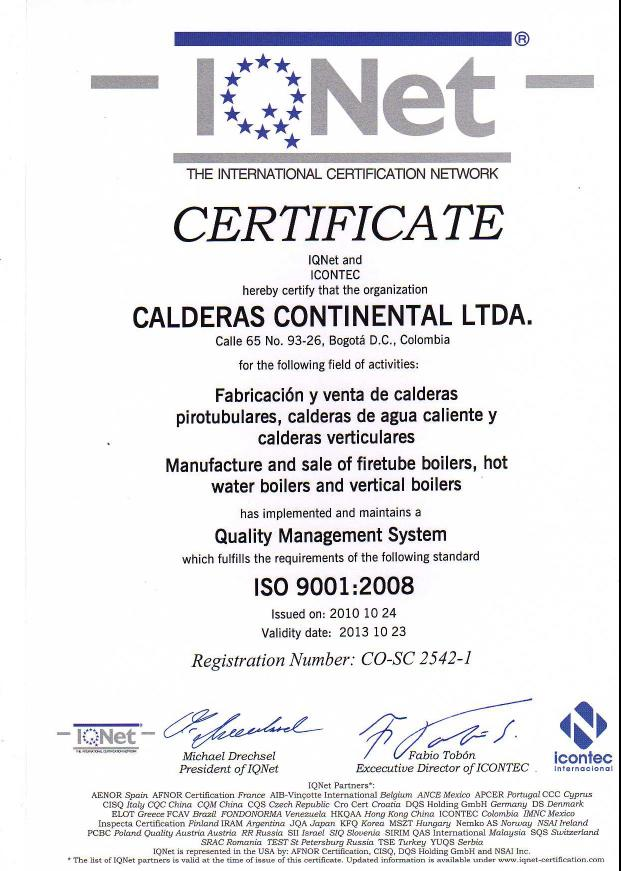 IQNet ®
THE INTERNATIONAL CERTIFICATION NETWORK
CERTIFICATE
IQNet and
ICONTEC
hereby certify that the organization
CALDERAS CONTINENTAL LTDA.
Calle 65 No. 93-26, Bogotá D.C., Colombia
for the following field of activities:
Fabricación y venta de calderas
pirotubulares, calderas de agua caliente y
calderas verticulares
Manufacture and sale of firetube boilers, hot
water boilers and vertical boilers
has implemented and maintains a
Quality Management System
which fulfills the requirements of the following standard
ISO 9001:2008
Issued on: 2010 10 24
Validity date: 2013 10 23
Registration Number: CO-SC 2542-1
IQNet
THE INTERNATIONAL CERTIFICATION NETWORK
Michael Drechsel
President of IQNet
Fabio Tobón
Excecutive Director of ICONTEC
icontec
internacional
IQNet Partners*:
AENOR Spain AFNOR Certification France AIB-Vinçotte International Belgium ANCE Mexico APCER Portugal CCC Cyprus
CISQ Italy CQC China CQM China CQS Czech Republic Cro Cert Croatia DQS Holding GmbH Germany DS Denmark
ELOT Greece FCAV Brazil FONDONORMA Venezuela HKQAA Hong Kong China ICONTEC Colombia IMNC Mexico
Inspecta Certification Finland IRAM Argentina JQA Japan KFQ Korea MSZT Hungary Nemko AS Norway NSAI Ireland
PCBC Poland Quality Austria Austria RR Russia SII Israel SIQ Slovenia SIRIM QAS International Malaysia SQS Switzerland
SRAC Romania TEST St Petersburg Russia TSE Turkey YUQS Serbia
IQNet is represented in the USA by: AFNOR Certification, CISQ, DQS Holding GmbH and NSAI Inc.
* The list of IQNet partners is valid at the time of issue of this certificate. Updated information is available under www.iqnet-certification.com